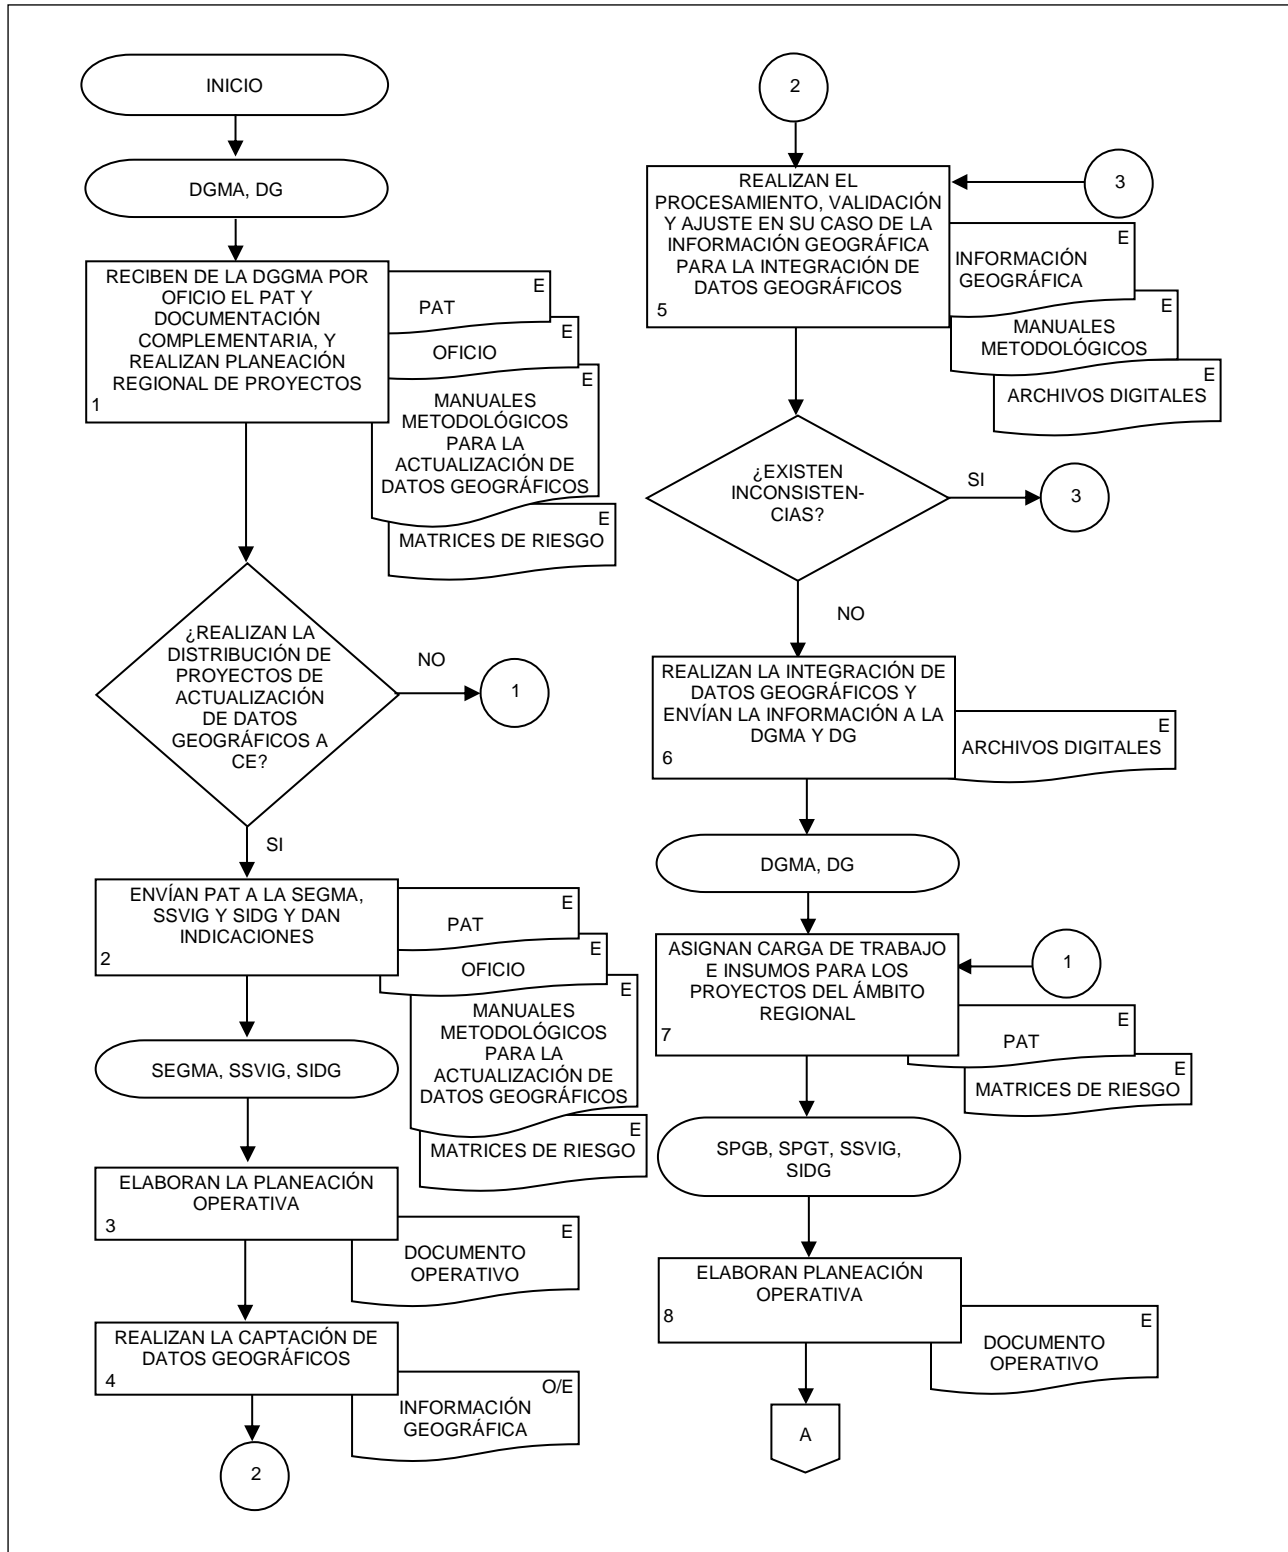 INICIO
DGMA, DG
RECIBEN DE LA DGGMA POR
OFICIO EL PAT Y
DOCUMENTACIÓN
COMPLEMENTARIA, Y
REALIZAN PLANEACIÓN
REGIONAL DE PROYECTOS
1
E
PAT
E
OFICIO
E
MANUALES
METODOLÓGICOS
PARA LA
ACTUALIZACIÓN DE
DATOS GEOGRÁFICOS
E
MATRICES DE RIESGO
¿REALIZAN LA
DISTRIBUCIÓN DE
PROYECTOS DE
ACTUALIZACIÓN
DE DATOS
GEOGRÁFICOS A
CE?
NO
1
SI
ENVÍAN PAT A LA SEGMA,
SSVIG Y SIDG Y DAN
INDICACIONES
2
E
PAT
E
OFICIO
E
MANUALES
METODOLÓGICOS
PARA LA
ACTUALIZACIÓN DE
DATOS GEOGRÁFICOS
E
MATRICES DE RIESGO
SEGMA, SSVIG, SIDG
ELABORAN LA PLANEACIÓN
OPERATIVA
3
E
DOCUMENTO
OPERATIVO
REALIZAN LA CAPTACIÓN DE
DATOS GEOGRÁFICOS
4
O/E
INFORMACIÓN
GEOGRÁFICA
2
2
3
REALIZAN EL
PROCESAMIENTO, VALIDACIÓN
Y AJUSTE EN SU CASO DE LA
INFORMACIÓN GEOGRÁFICA
PARA LA INTEGRACIÓN DE
DATOS GEOGRÁFICOS
5
E
INFORMACIÓN
GEOGRÁFICA
E
MANUALES
METODOLÓGICOS
E
ARCHIVOS DIGITALES
¿EXISTEN
INCONSISTEN-
CIAS?
SI
3
NO
REALIZAN LA INTEGRACIÓN DE
DATOS GEOGRÁFICOS Y
ENVÍAN LA INFORMACIÓN A LA
DGMA Y DG
6
E
ARCHIVOS DIGITALES
DGMA, DG
ASIGNAN CARGA DE TRABAJO
E INSUMOS PARA LOS
PROYECTOS DEL ÁMBITO
REGIONAL
7
1
E
PAT
E
MATRICES DE RIESGO
SPGB, SPGT, SSVIG,
SIDG
ELABORAN PLANEACIÓN
OPERATIVA
8
E
DOCUMENTO
OPERATIVO
A